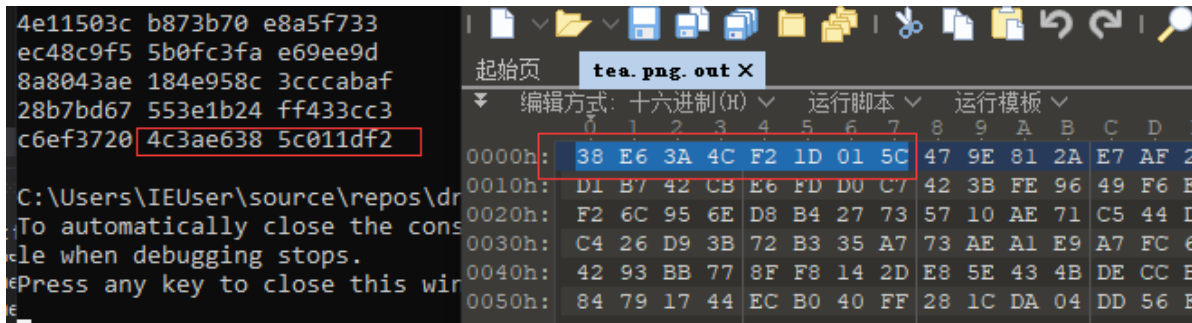 4e11503c b873b70 e8a5f733
ec48c9f5 5b0fc3fa e69ee9d
8a8043ae 184e958c 3cccabaf
28b7bd67 553e1b24 ff433cc3
c6ef3720 4c3ae638 5c011df2
C:\Users\IEUser\source\repos\dr
To automatically close the cons
le when debugging stops.
Press any key to close this wir
起始页 tea.png.out ×
编辑方式: 十六进制(H) 运行脚本 运行模板
0 1 2 3 4 5 6 7 8 9 A B C D
0000h: 38 E6 3A 4C F2 1D 01 5C 47 9E 81 2A E7 AF 2
0010h: D1 B7 42 CB E6 FD D0 C7 42 3B FE 96 49 F6
0020h: F2 6C 95 6E D8 B4 27 73 57 10 AE 71 C5 44
0030h: C4 26 D9 3B 72 B3 35 A7 73 AE A1 E9 A7 FC
0040h: 42 93 BB 77 8F F8 14 2D E8 5E 43 4B DE CC
0050h: 84 79 17 44 EC B0 40 FF 28 1C DA 04 DD 56